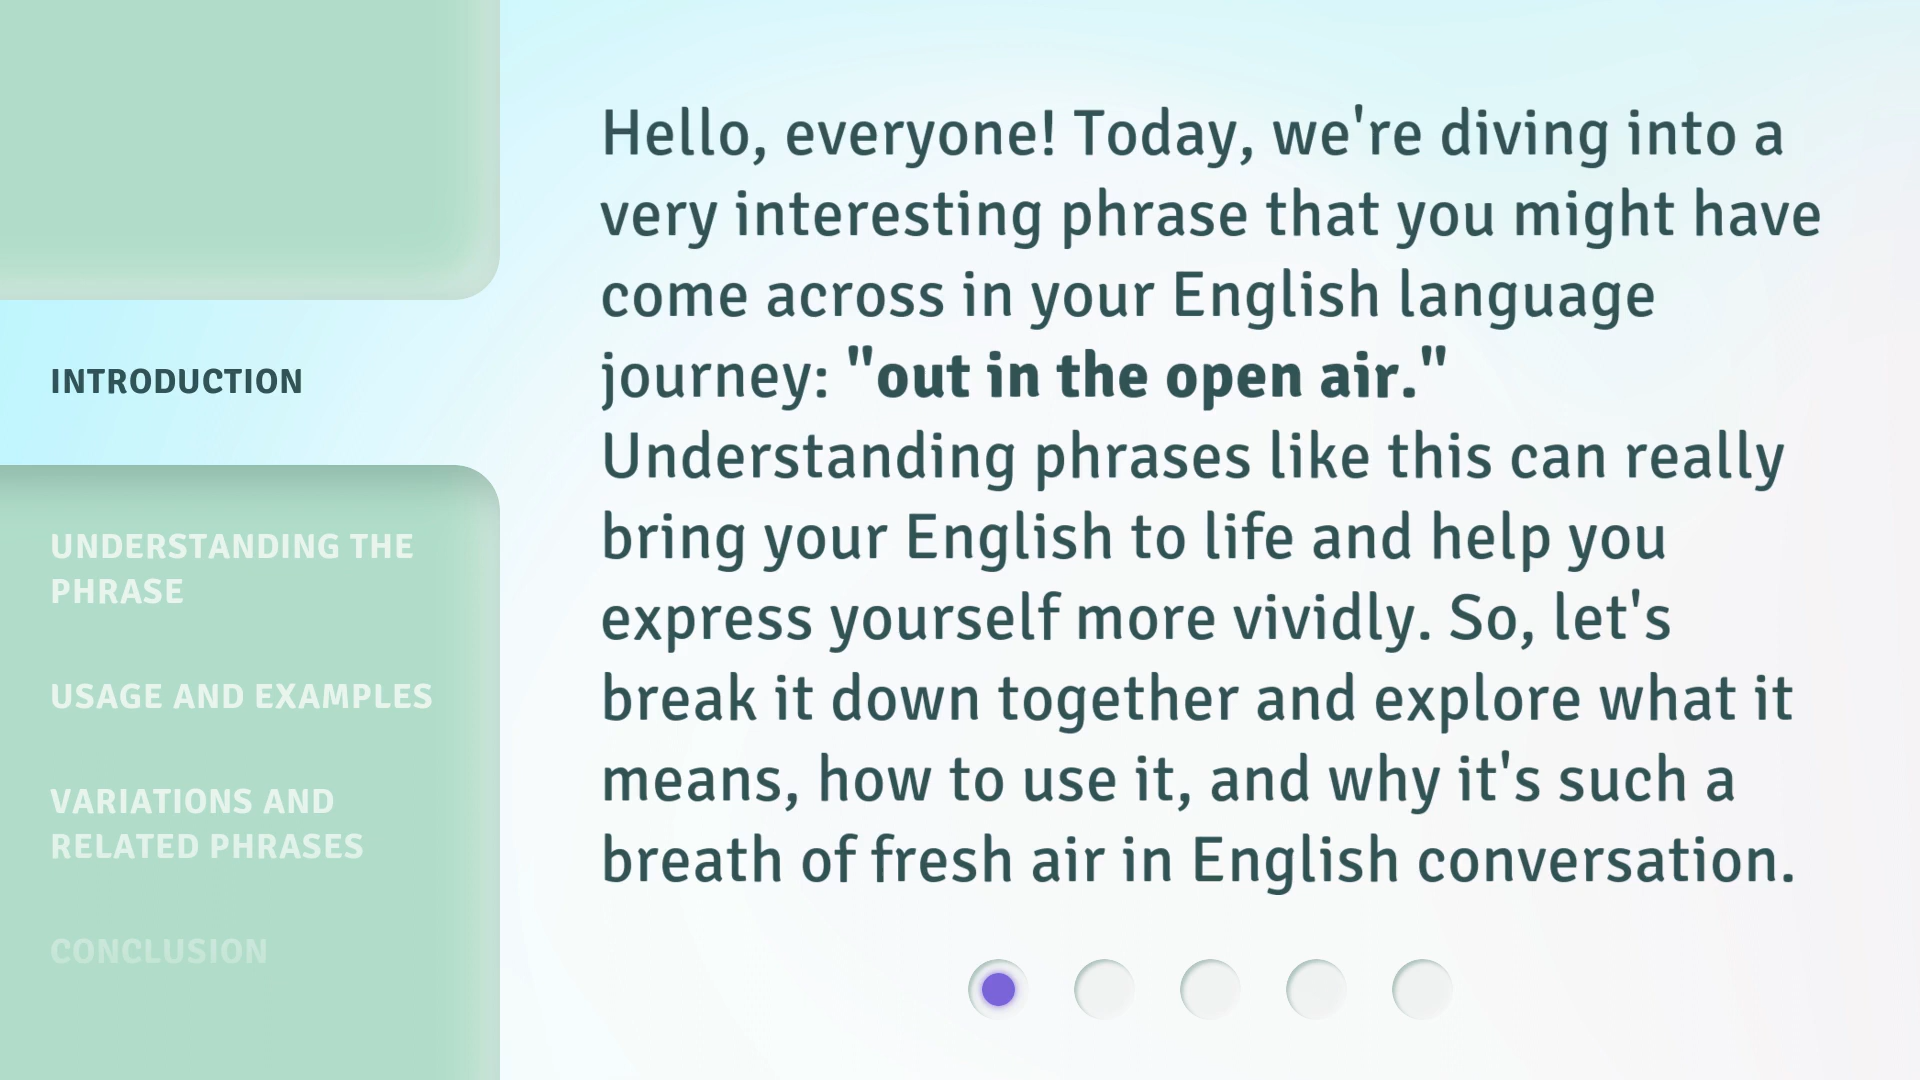 INTRODUCTION
UNDERSTANDING THE
PHRASE
USAGE AND EXAMPLES
VARIATIONS AND
RELATED PHRASES
CONCLUSION
Hello, everyone! Today, we're diving into a
very interesting phrase that you might have
come across in your English language
journey: "out in the open air."
Understanding phrases like this can really
bring your English to life and help you
express yourself more vividly. So, let's
break it down together and explore what it
means, how to use it, and why it's such a
breath of fresh air in English conversation.